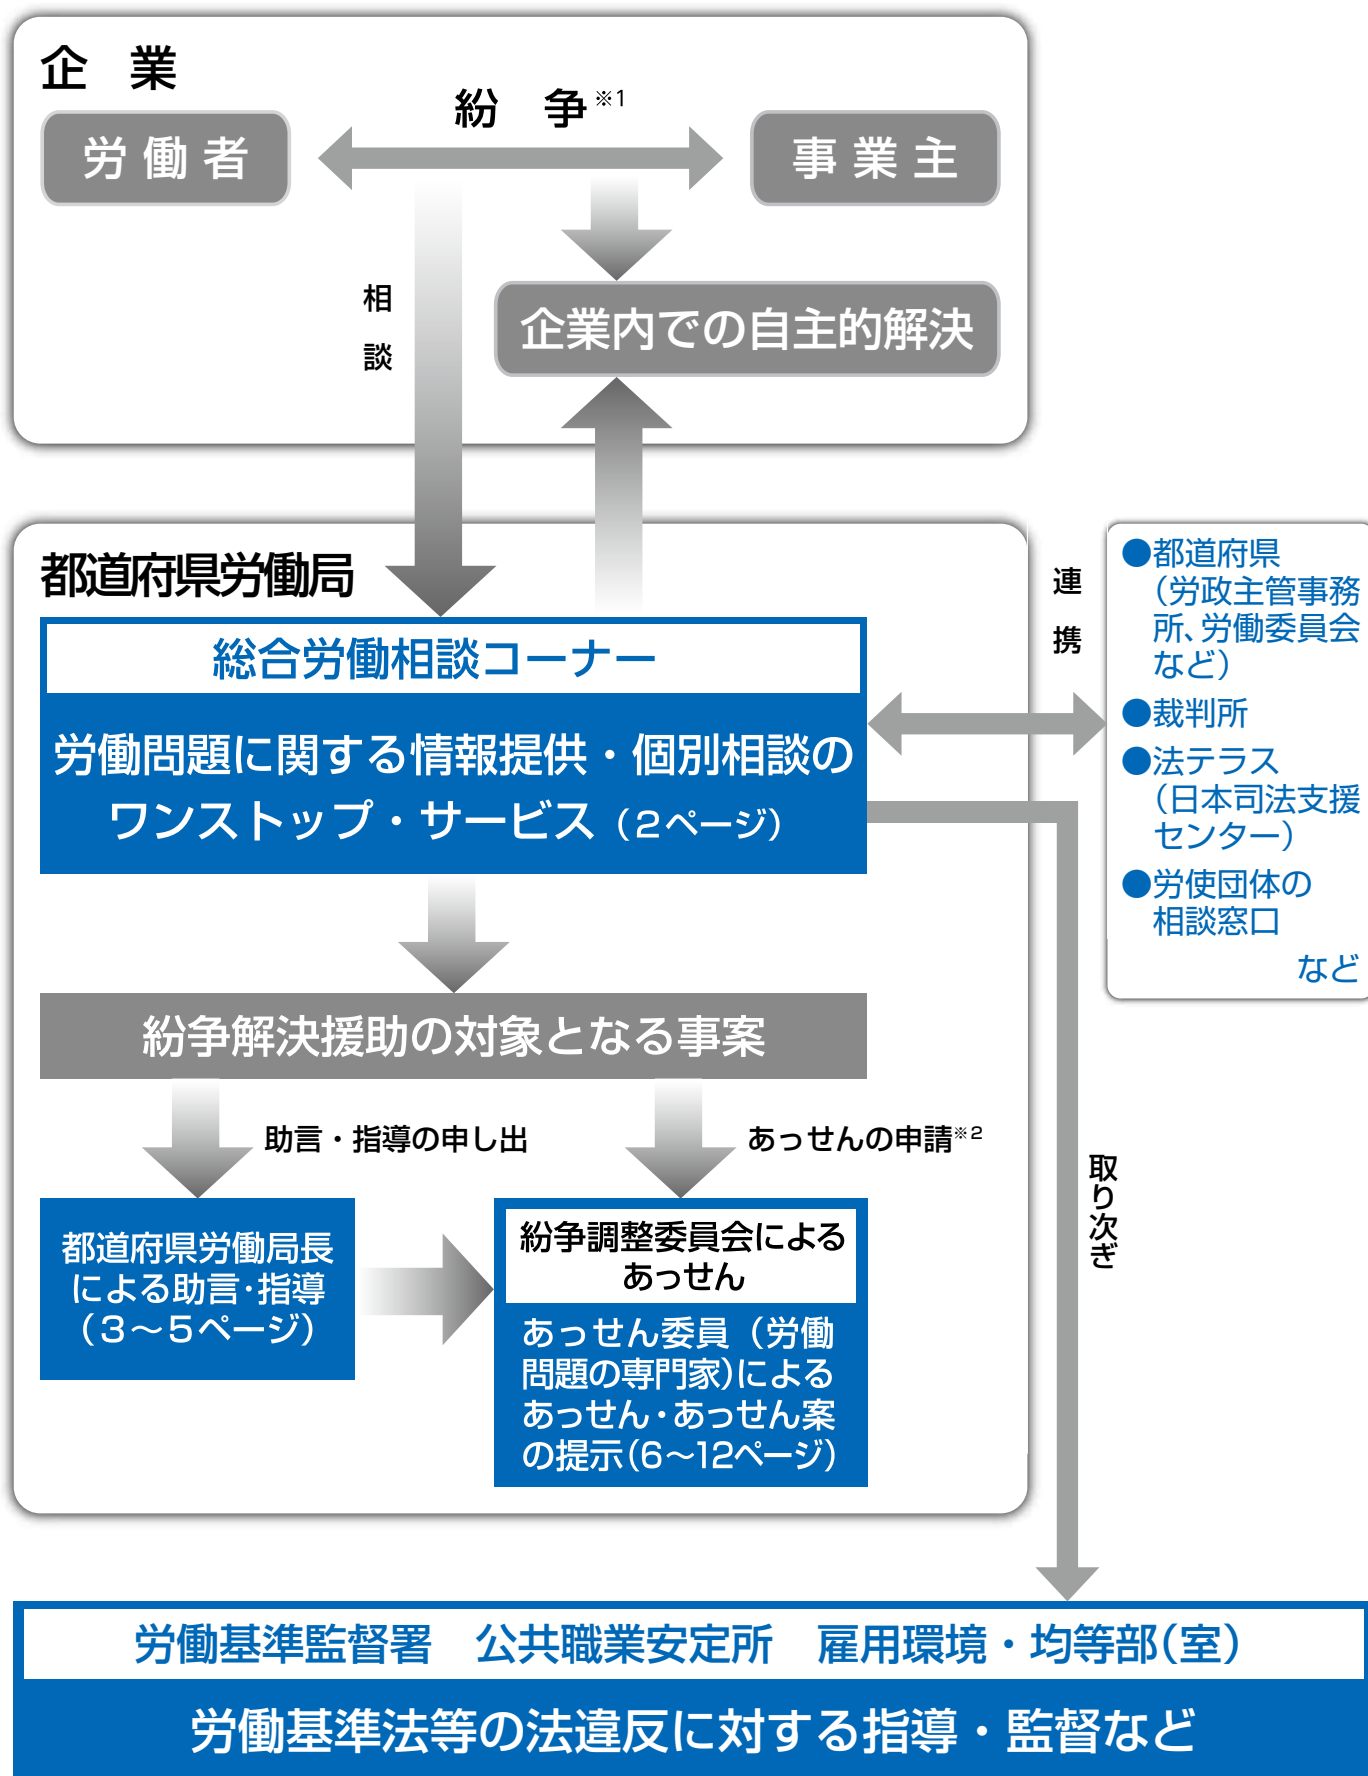 企　業
紛　争※1
労働者
事業主
相談
企業内での自主的解決
都道府県労働局
総合労働相談コーナー
労働問題に関する情報提供・個別相談の
ワンストップ・サービス（２ページ）
連携
●都道府県
（労政主管事務
所、労働委員会
など）
●裁判所
●法テラス
（日本司法支援
センター）
●労使団体の
相談窓口
など
紛争解決援助の対象となる事案
助言・指導の申し出
あっせんの申請※2
取り次ぎ
都道府県労働局長
による助言・指導
（３～５ページ）
紛争調整委員会による
あっせん
あっせん委員（労働
問題の専門家）による
あっせん・あっせん案
の提示（6～12ページ）
労働基準監督署　公共職業安定所　雇用環境・均等部（室）
労働基準法等の法違反に対する指導・監督など